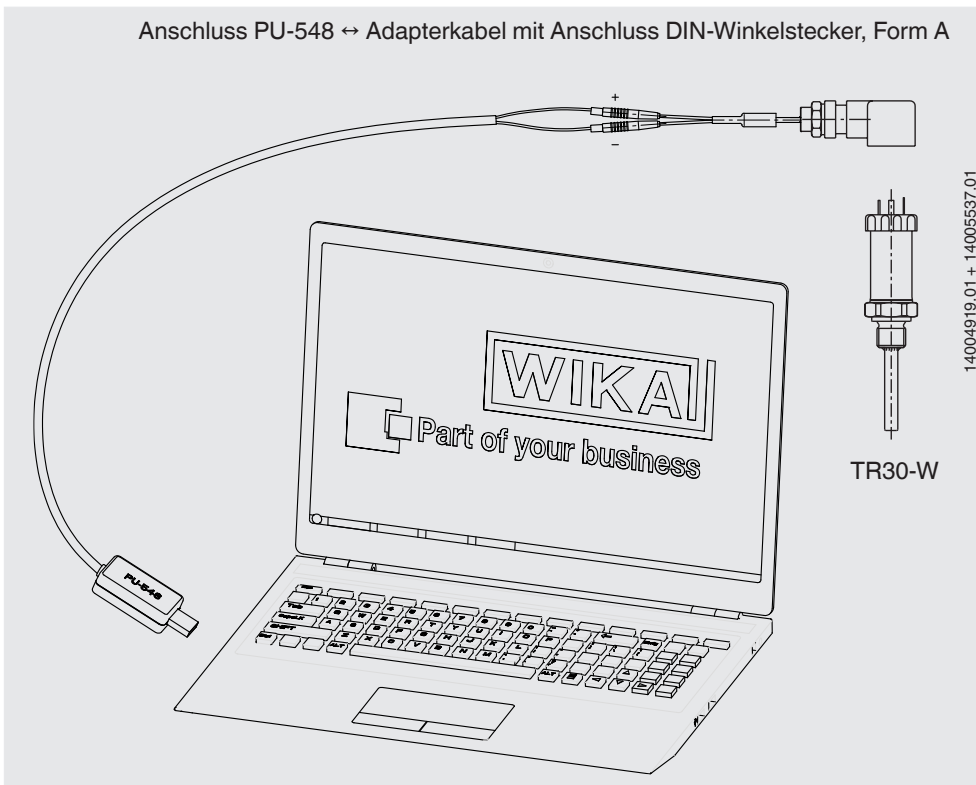 Anschluss PU-548 ↔ Adapterkabel mit Anschluss DIN-Winkelstecker, Form A
+
–
14004919.01 + 14005537.01
WIKA
Part of your business
TR30-W
PU-548